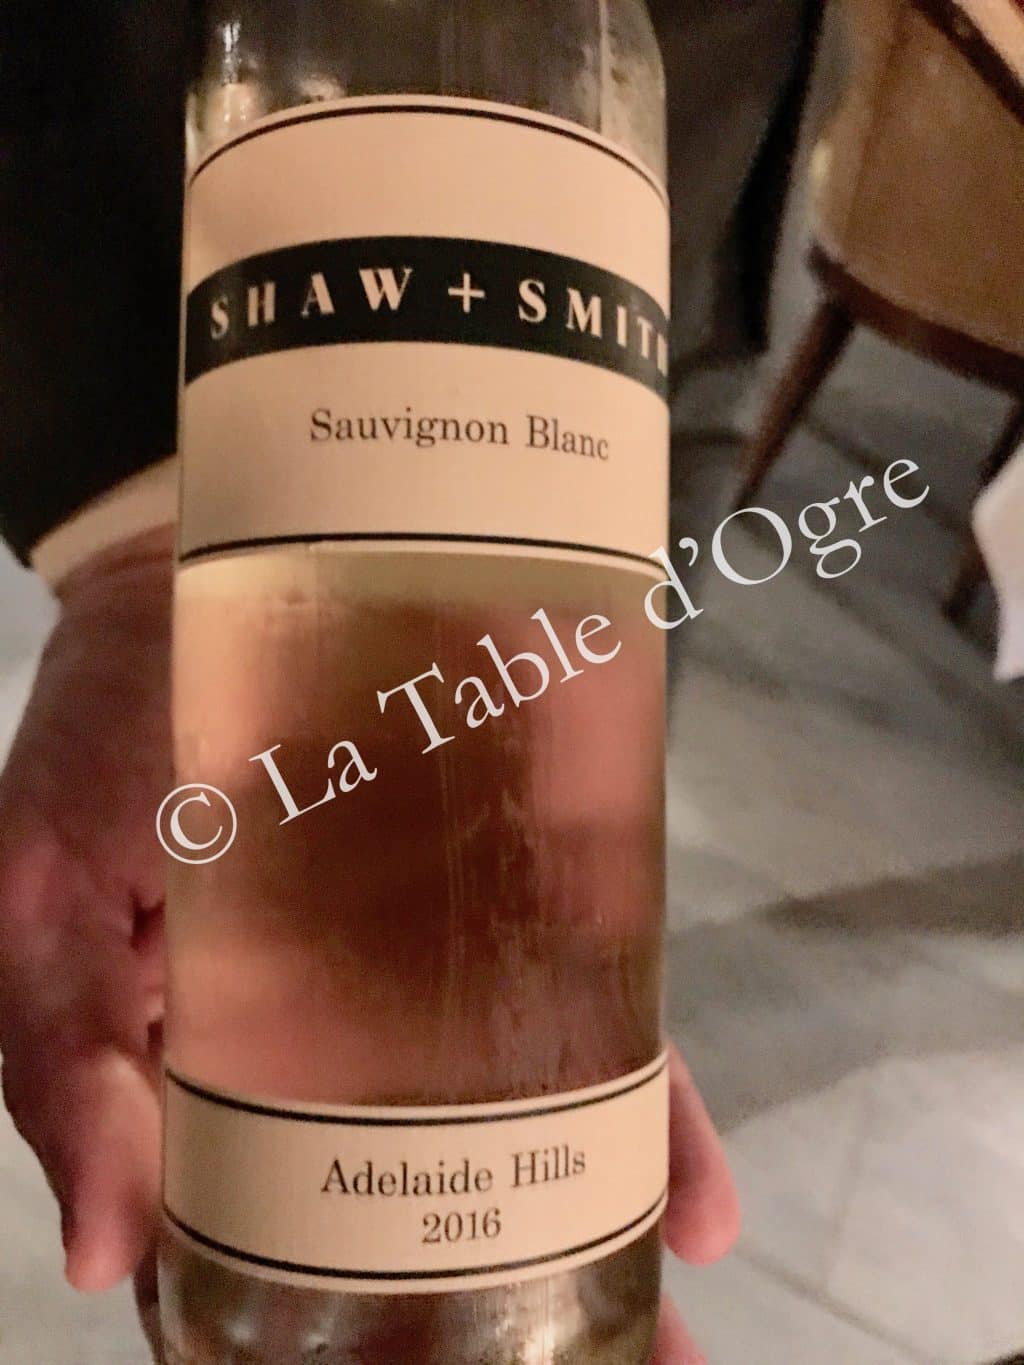 SHAW + SMITH
Sauvignon Blanc
© La Table d'Ogre
Adelaide Hills
2016